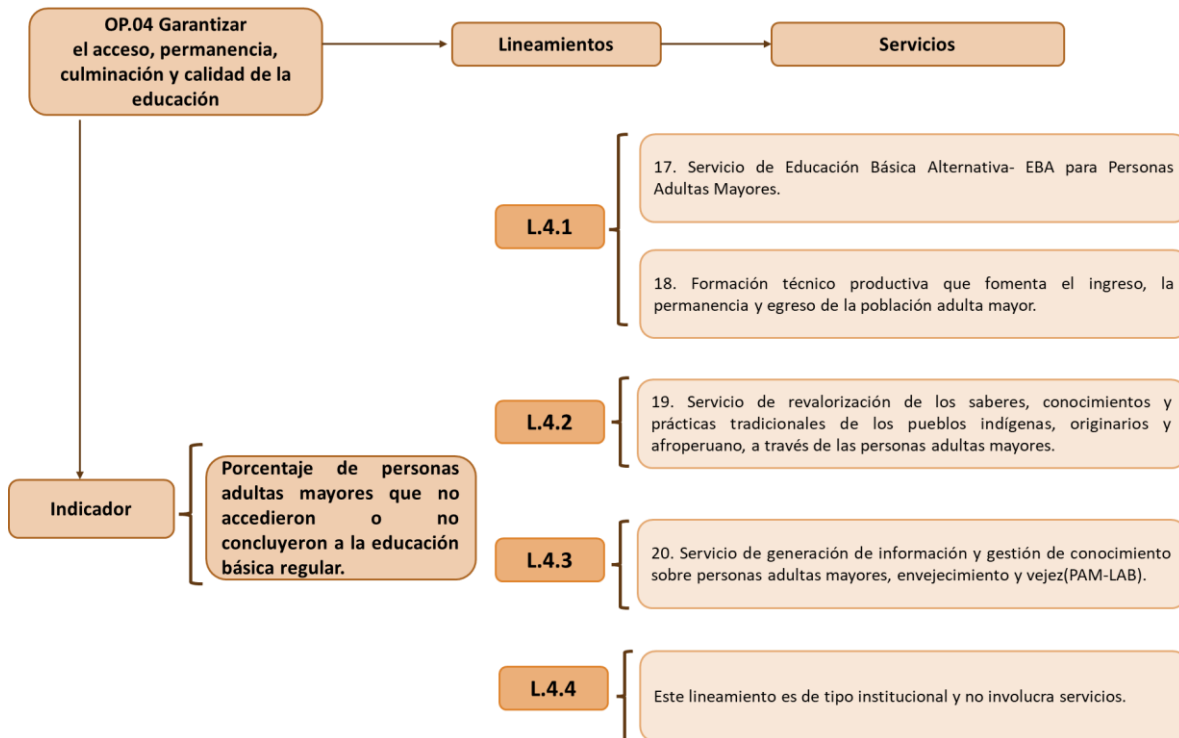 OP.04 Garantizar
el acceso, permanencia,
culminación y calidad de la
educación
Lineamientos
Servicios
L.4.1
17. Servicio de Educación Básica Alternativa- EBA para Personas
Adultas Mayores.
18. Formación técnico productiva que fomenta el ingreso, la
permanencia y egreso de la población adulta mayor.
L.4.2
19. Servicio de revalorización de los saberes, conocimientos y
prácticas tradicionales de los pueblos indígenas, originarios y
afroperuano, a través de las personas adultas mayores.
Indicador
Porcentaje de personas
adultas mayores que no
accedieron o no
concluyeron a la educación
básica regular.
L.4.3
20. Servicio de generación de información y gestión de conocimiento
sobre personas adultas mayores, envejecimiento y vejez(PAM-LAB).
L.4.4
Este lineamiento es de tipo institucional y no involucra servicios.